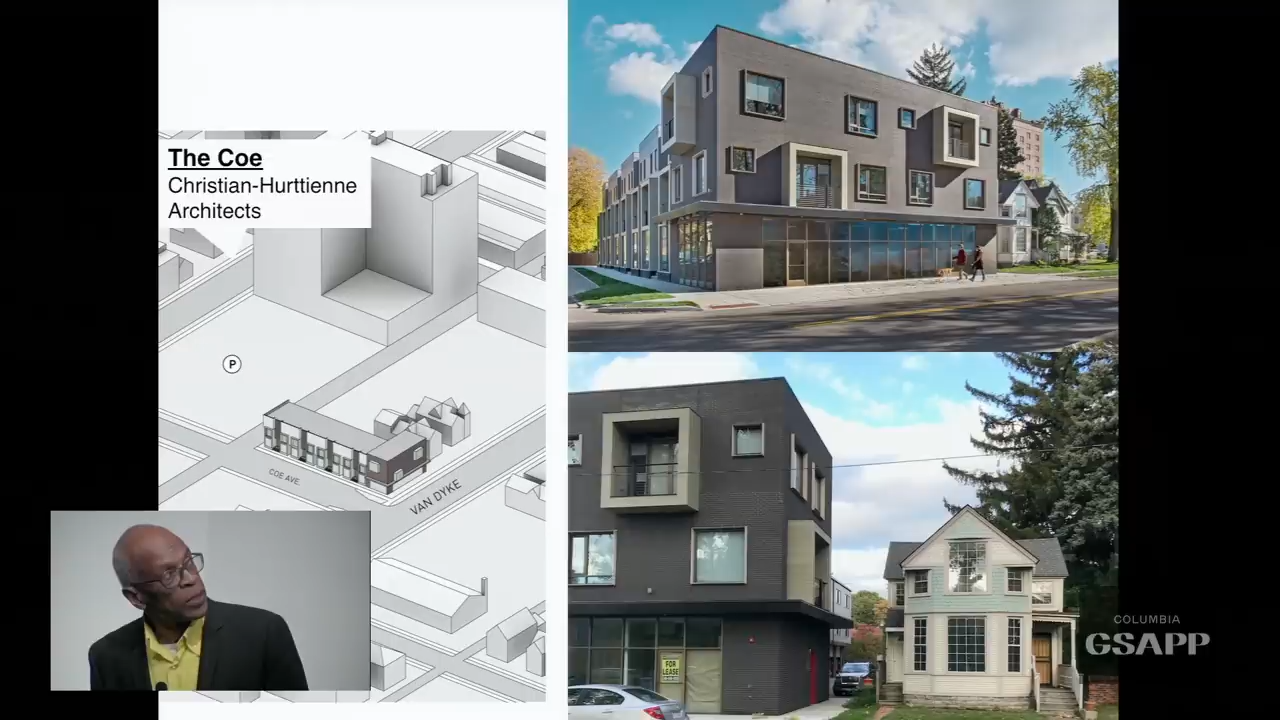 The Coe
Christian-Hurttienne
Architects
P
COE AVE.
VAN DYKE
FOR
LEASE
COLUMBIA
GSAPP